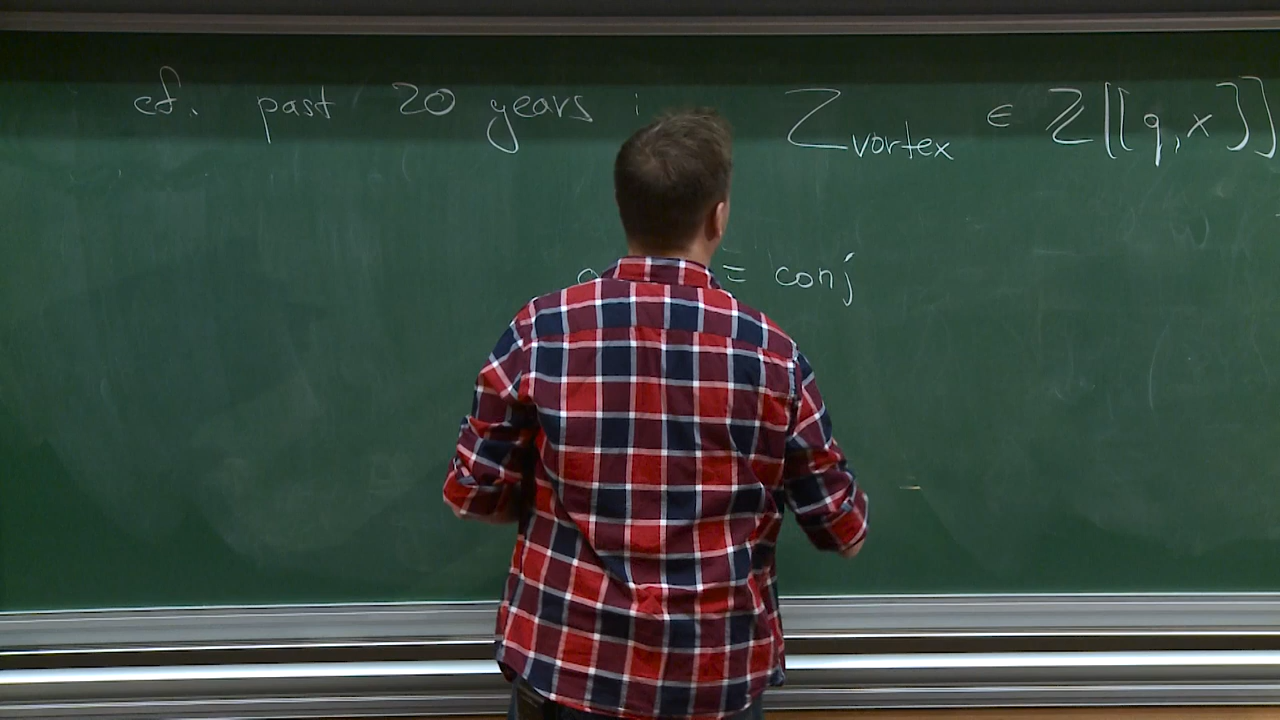 cf. past 20 years : Z_vortex ∈ ℤ[[q,x]]
= conj